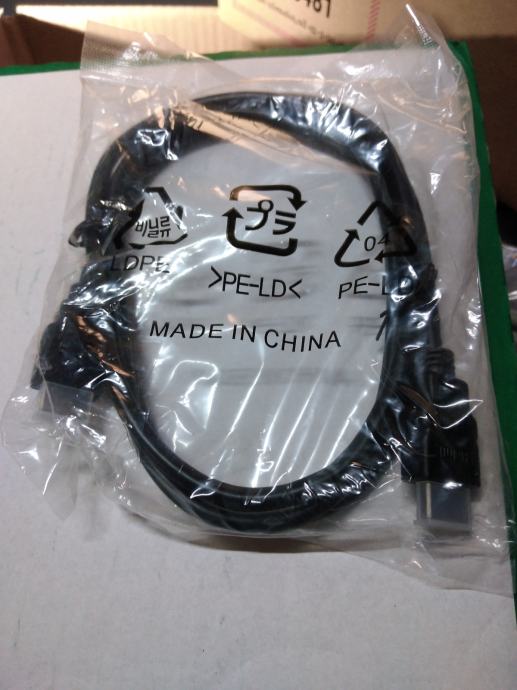 비닐류
LDPE
プラ
>PE-LD<
04
PE-LD
MADE IN CHINA